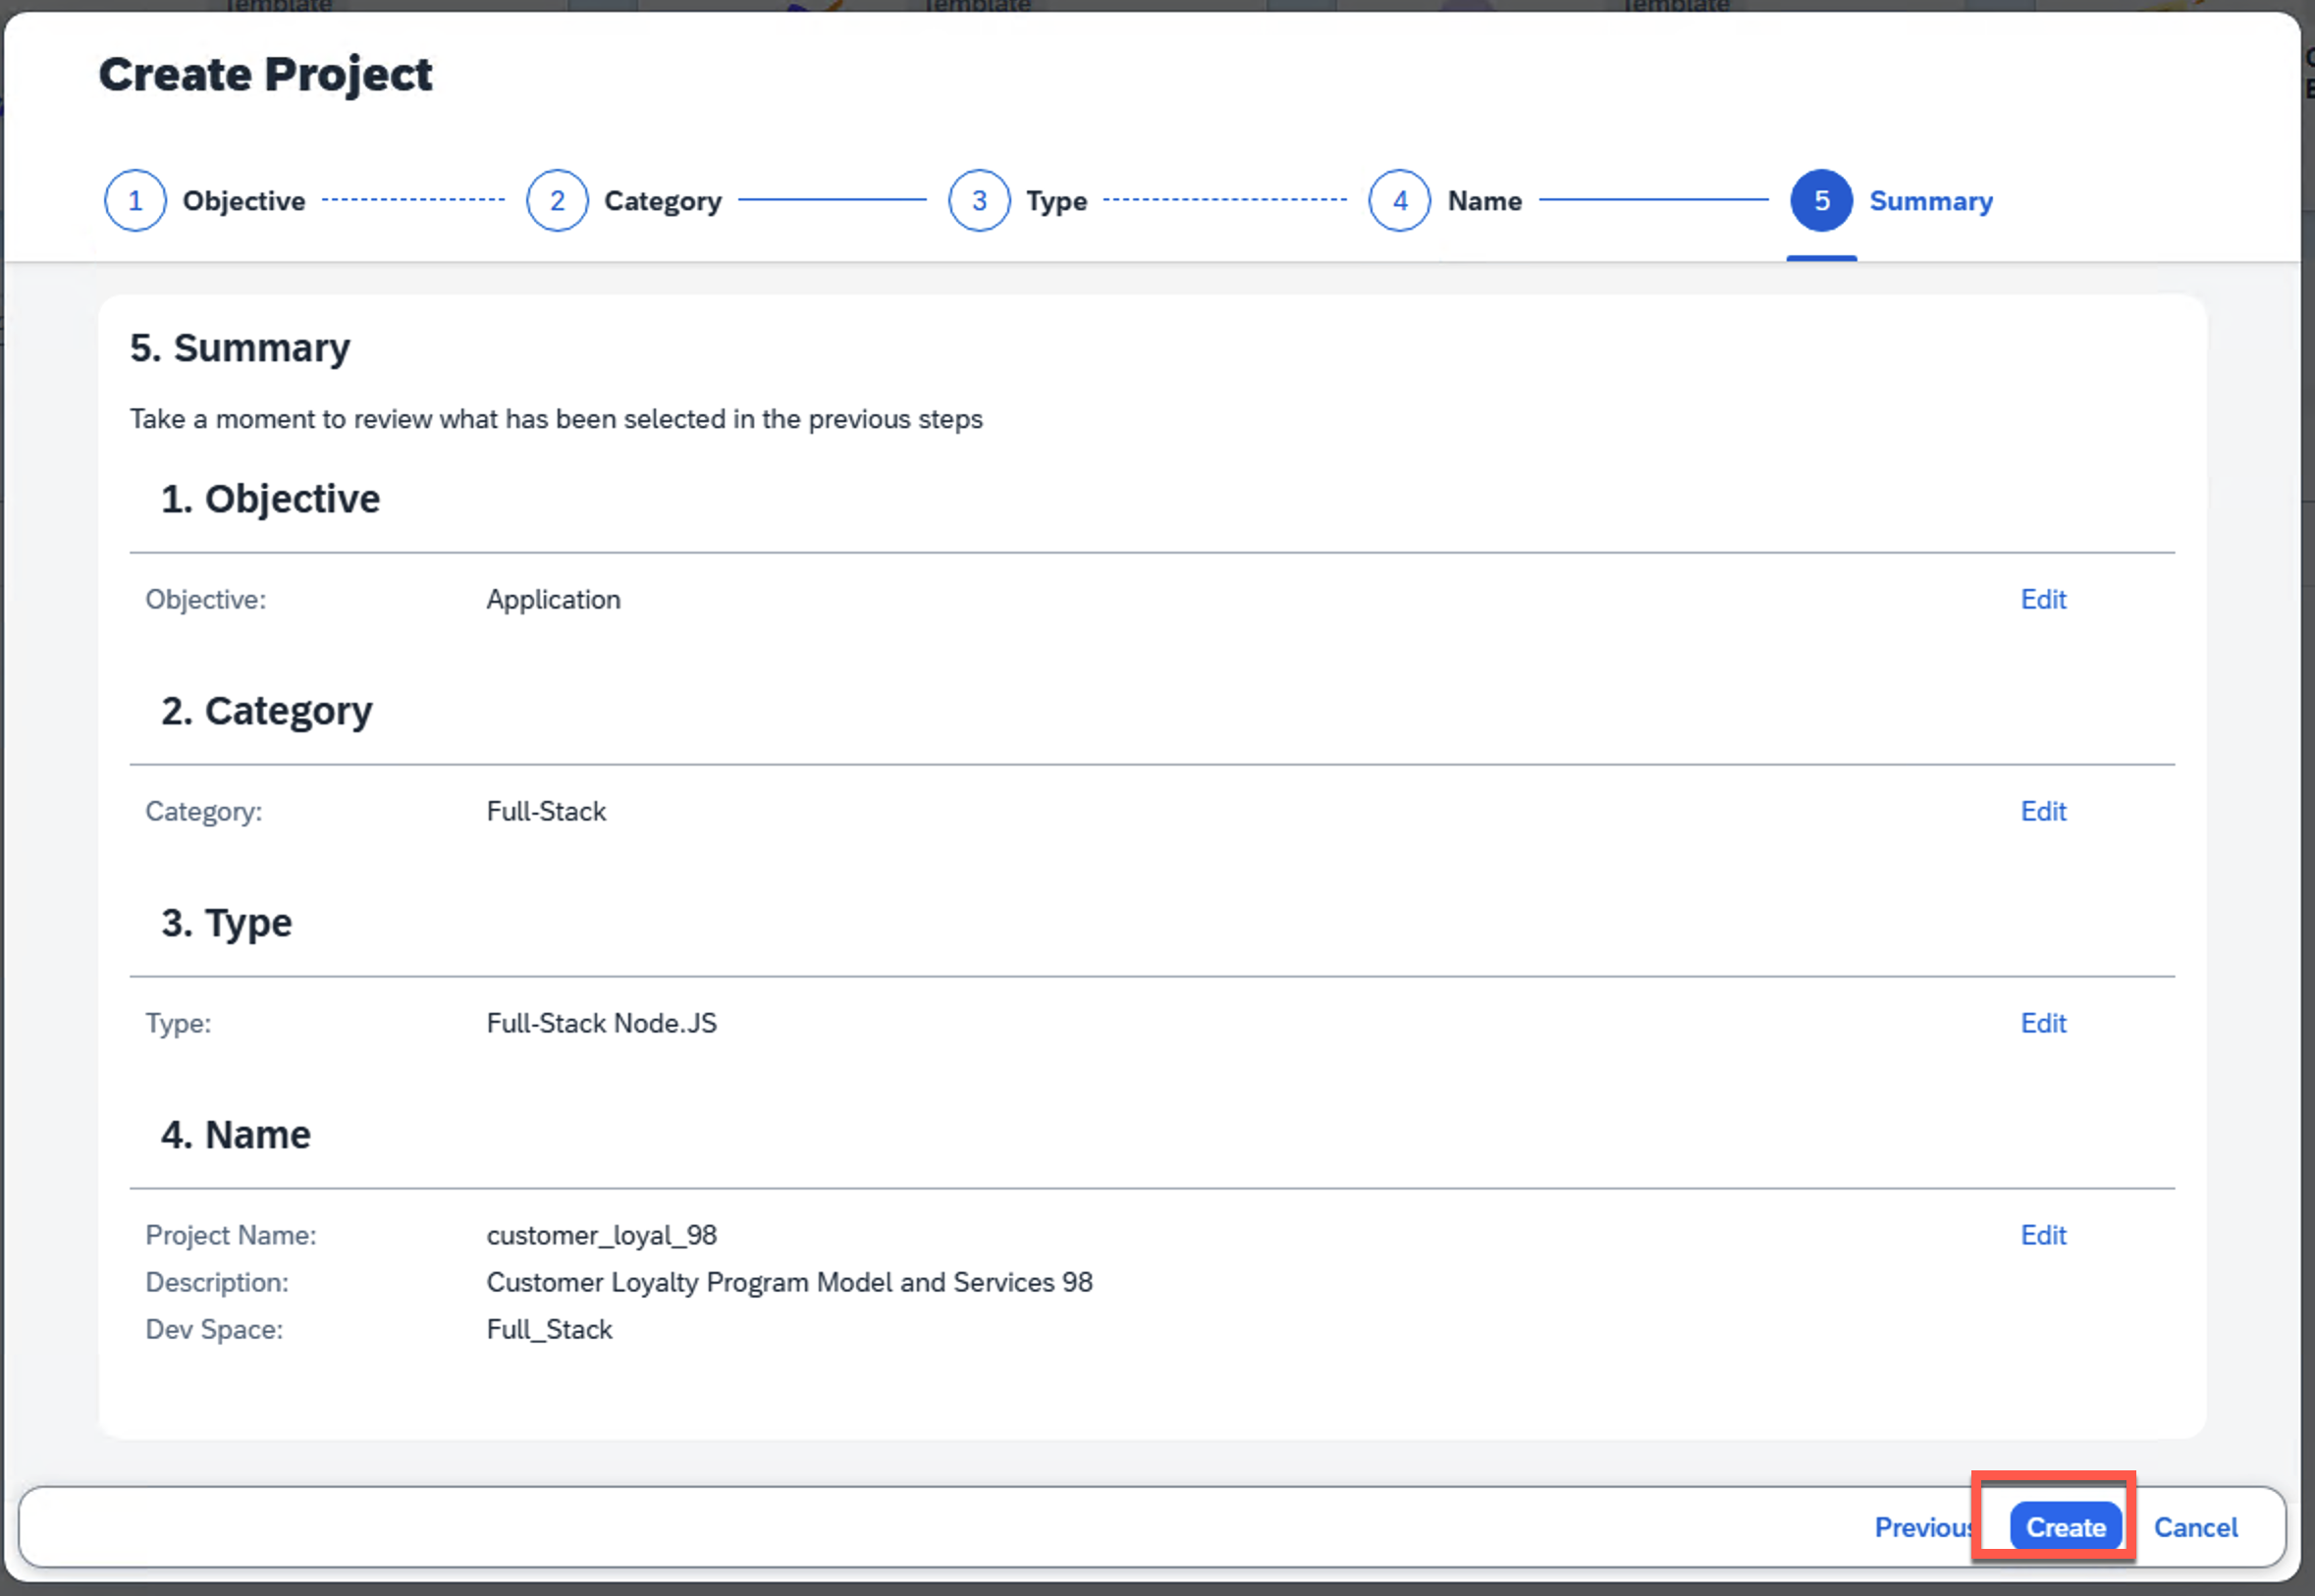 Template Template Template
Create Project
1 Objective 2 Category 3 Type 4 Name 5 Summary
5. Summary
Take a moment to review what has been selected in the previous steps
1. Objective
Objective: Application Edit
2. Category
Category: Full-Stack Edit
3. Type
Type: Full-Stack Node.JS Edit
4. Name
Project Name: customer_loyal_98 Edit
Description: Customer Loyalty Program Model and Services 98
Dev Space: Full_Stack
Previous Create Cancel